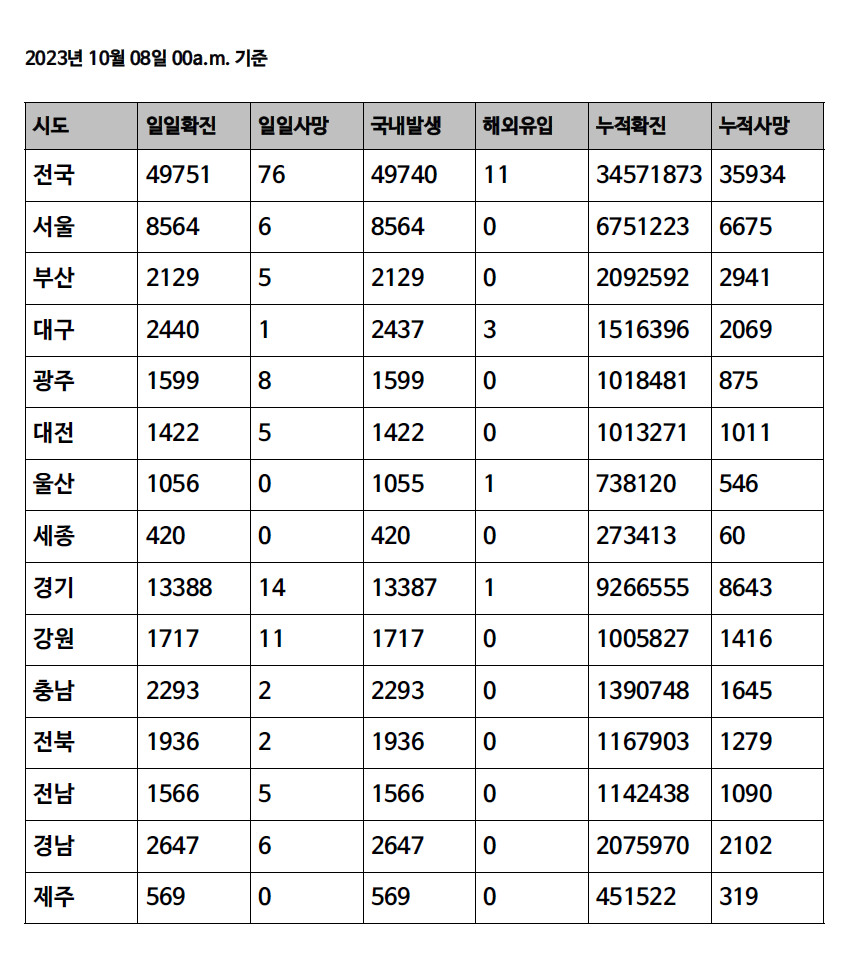 2023년 10월 08일 00a.m. 기준
시도 일일확진 일일사망 국내발생 해외유입 누적확진 누적사망
전국 49751 76 49740 11 34571873 35934
서울 8564 6 8564 0 6751223 6675
부산 2129 5 2129 0 2092592 2941
대구 2440 1 2437 3 1516396 2069
광주 1599 8 1599 0 1018481 875
대전 1422 5 1422 0 1013271 1011
울산 1056 0 1055 1 738120 546
세종 420 0 420 0 273413 60
경기 13388 14 13387 1 9266555 8643
강원 1717 11 1717 0 1005827 1416
충남 2293 2 2293 0 1390748 1645
전북 1936 2 1936 0 1167903 1279
전남 1566 5 1566 0 1142438 1090
경남 2647 6 2647 0 2075970 2102
제주 569 0 569 0 451522 319